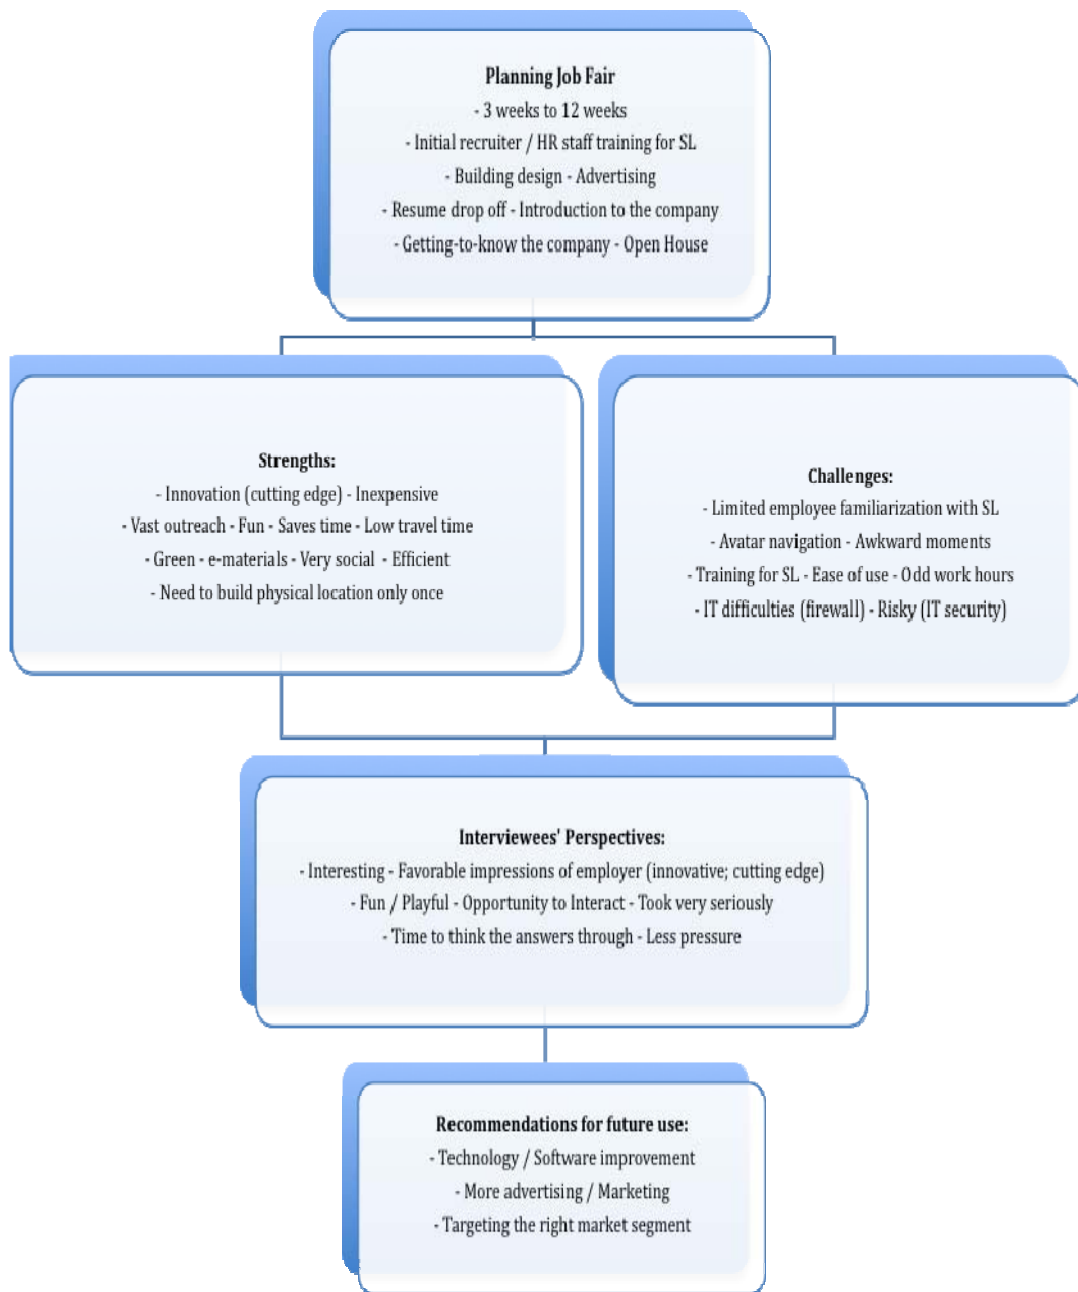 Planning Job Fair
- 3 weeks to 12 weeks
- Initial recruiter / HR staff training for SL
- Building design - Advertising
- Resume drop off - Introduction to the company
- Getting-to-know the company - Open House
Strengths:
- Innovation (cutting edge) - Inexpensive
- Vast outreach - Fun - Saves time - Low travel time
- Green - e-materials - Very social - Efficient
- Need to build physical location only once
Challenges:
- Limited employee familiarization with SL
- Avatar navigation - Awkward moments
- Training for SL - Ease of use - Odd work hours
- IT difficulties (firewall) - Risky (IT security)
Interviewees' Perspectives:
- Interesting - Favorable impressions of employer (innovative; cutting edge)
- Fun / Playful - Opportunity to Interact - Took very seriously
- Time to think the answers through - Less pressure
Recommendations for future use:
- Technology / Software improvement
- More advertising / Marketing
- Targeting the right market segment